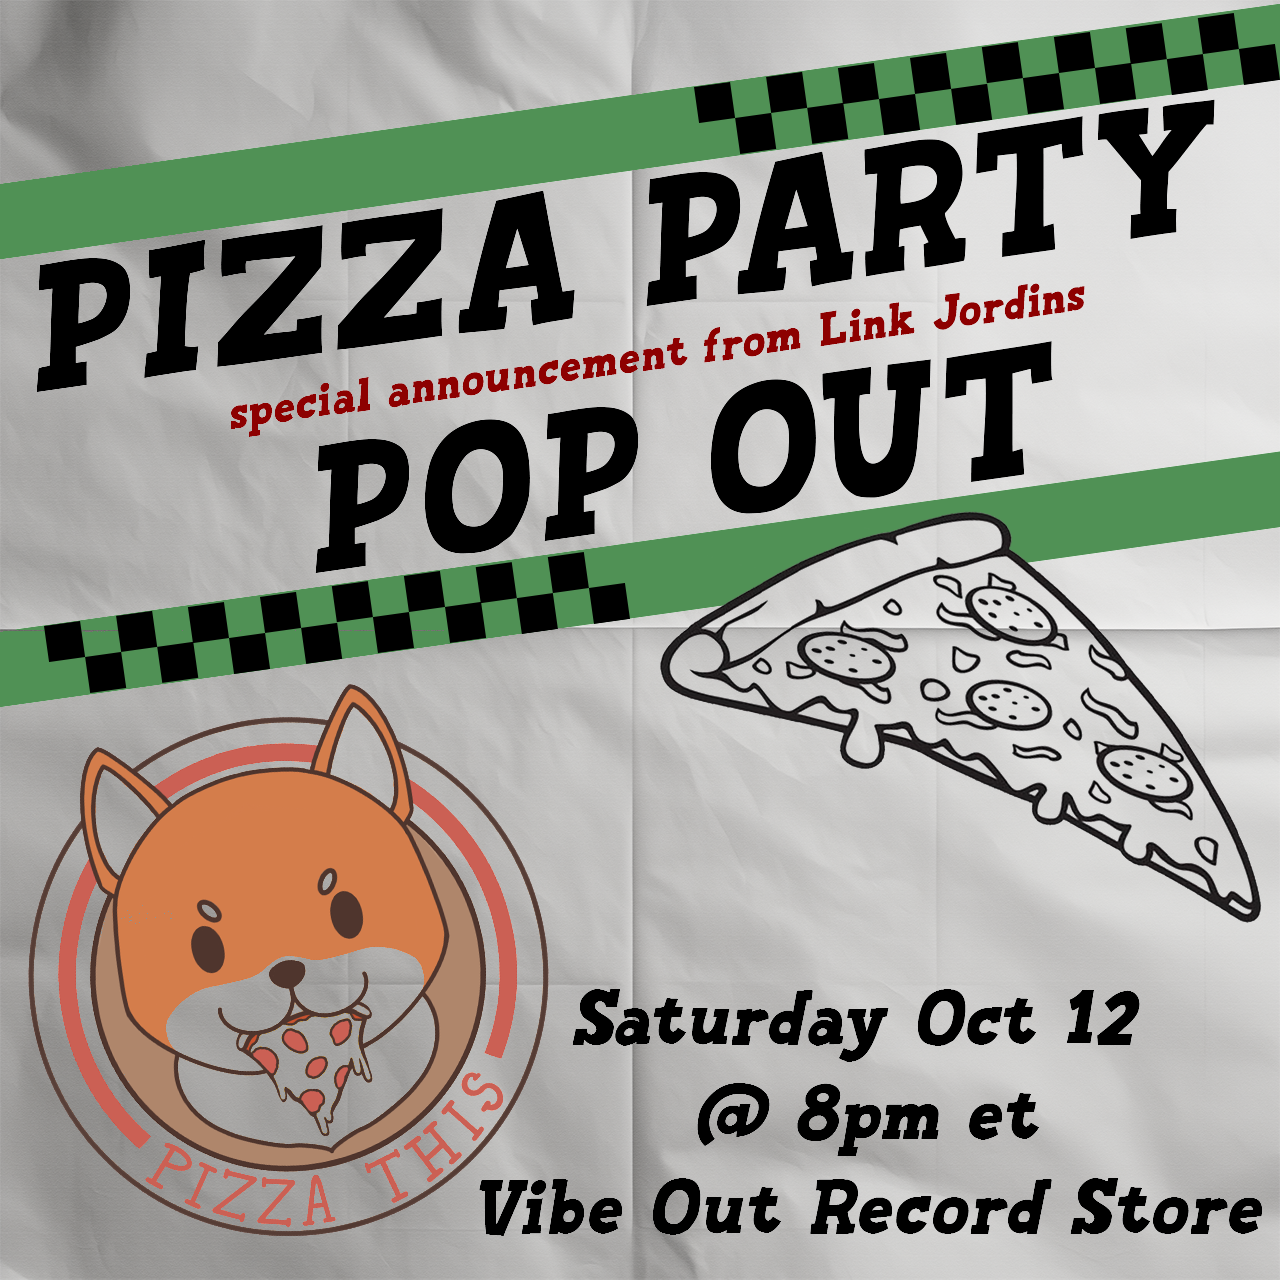 PIZZA PARTY
special announcement from Link Jordins
POP OUT
PIZZA THIS
Saturday Oct 12
@ 8pm et
Vibe Out Record Store